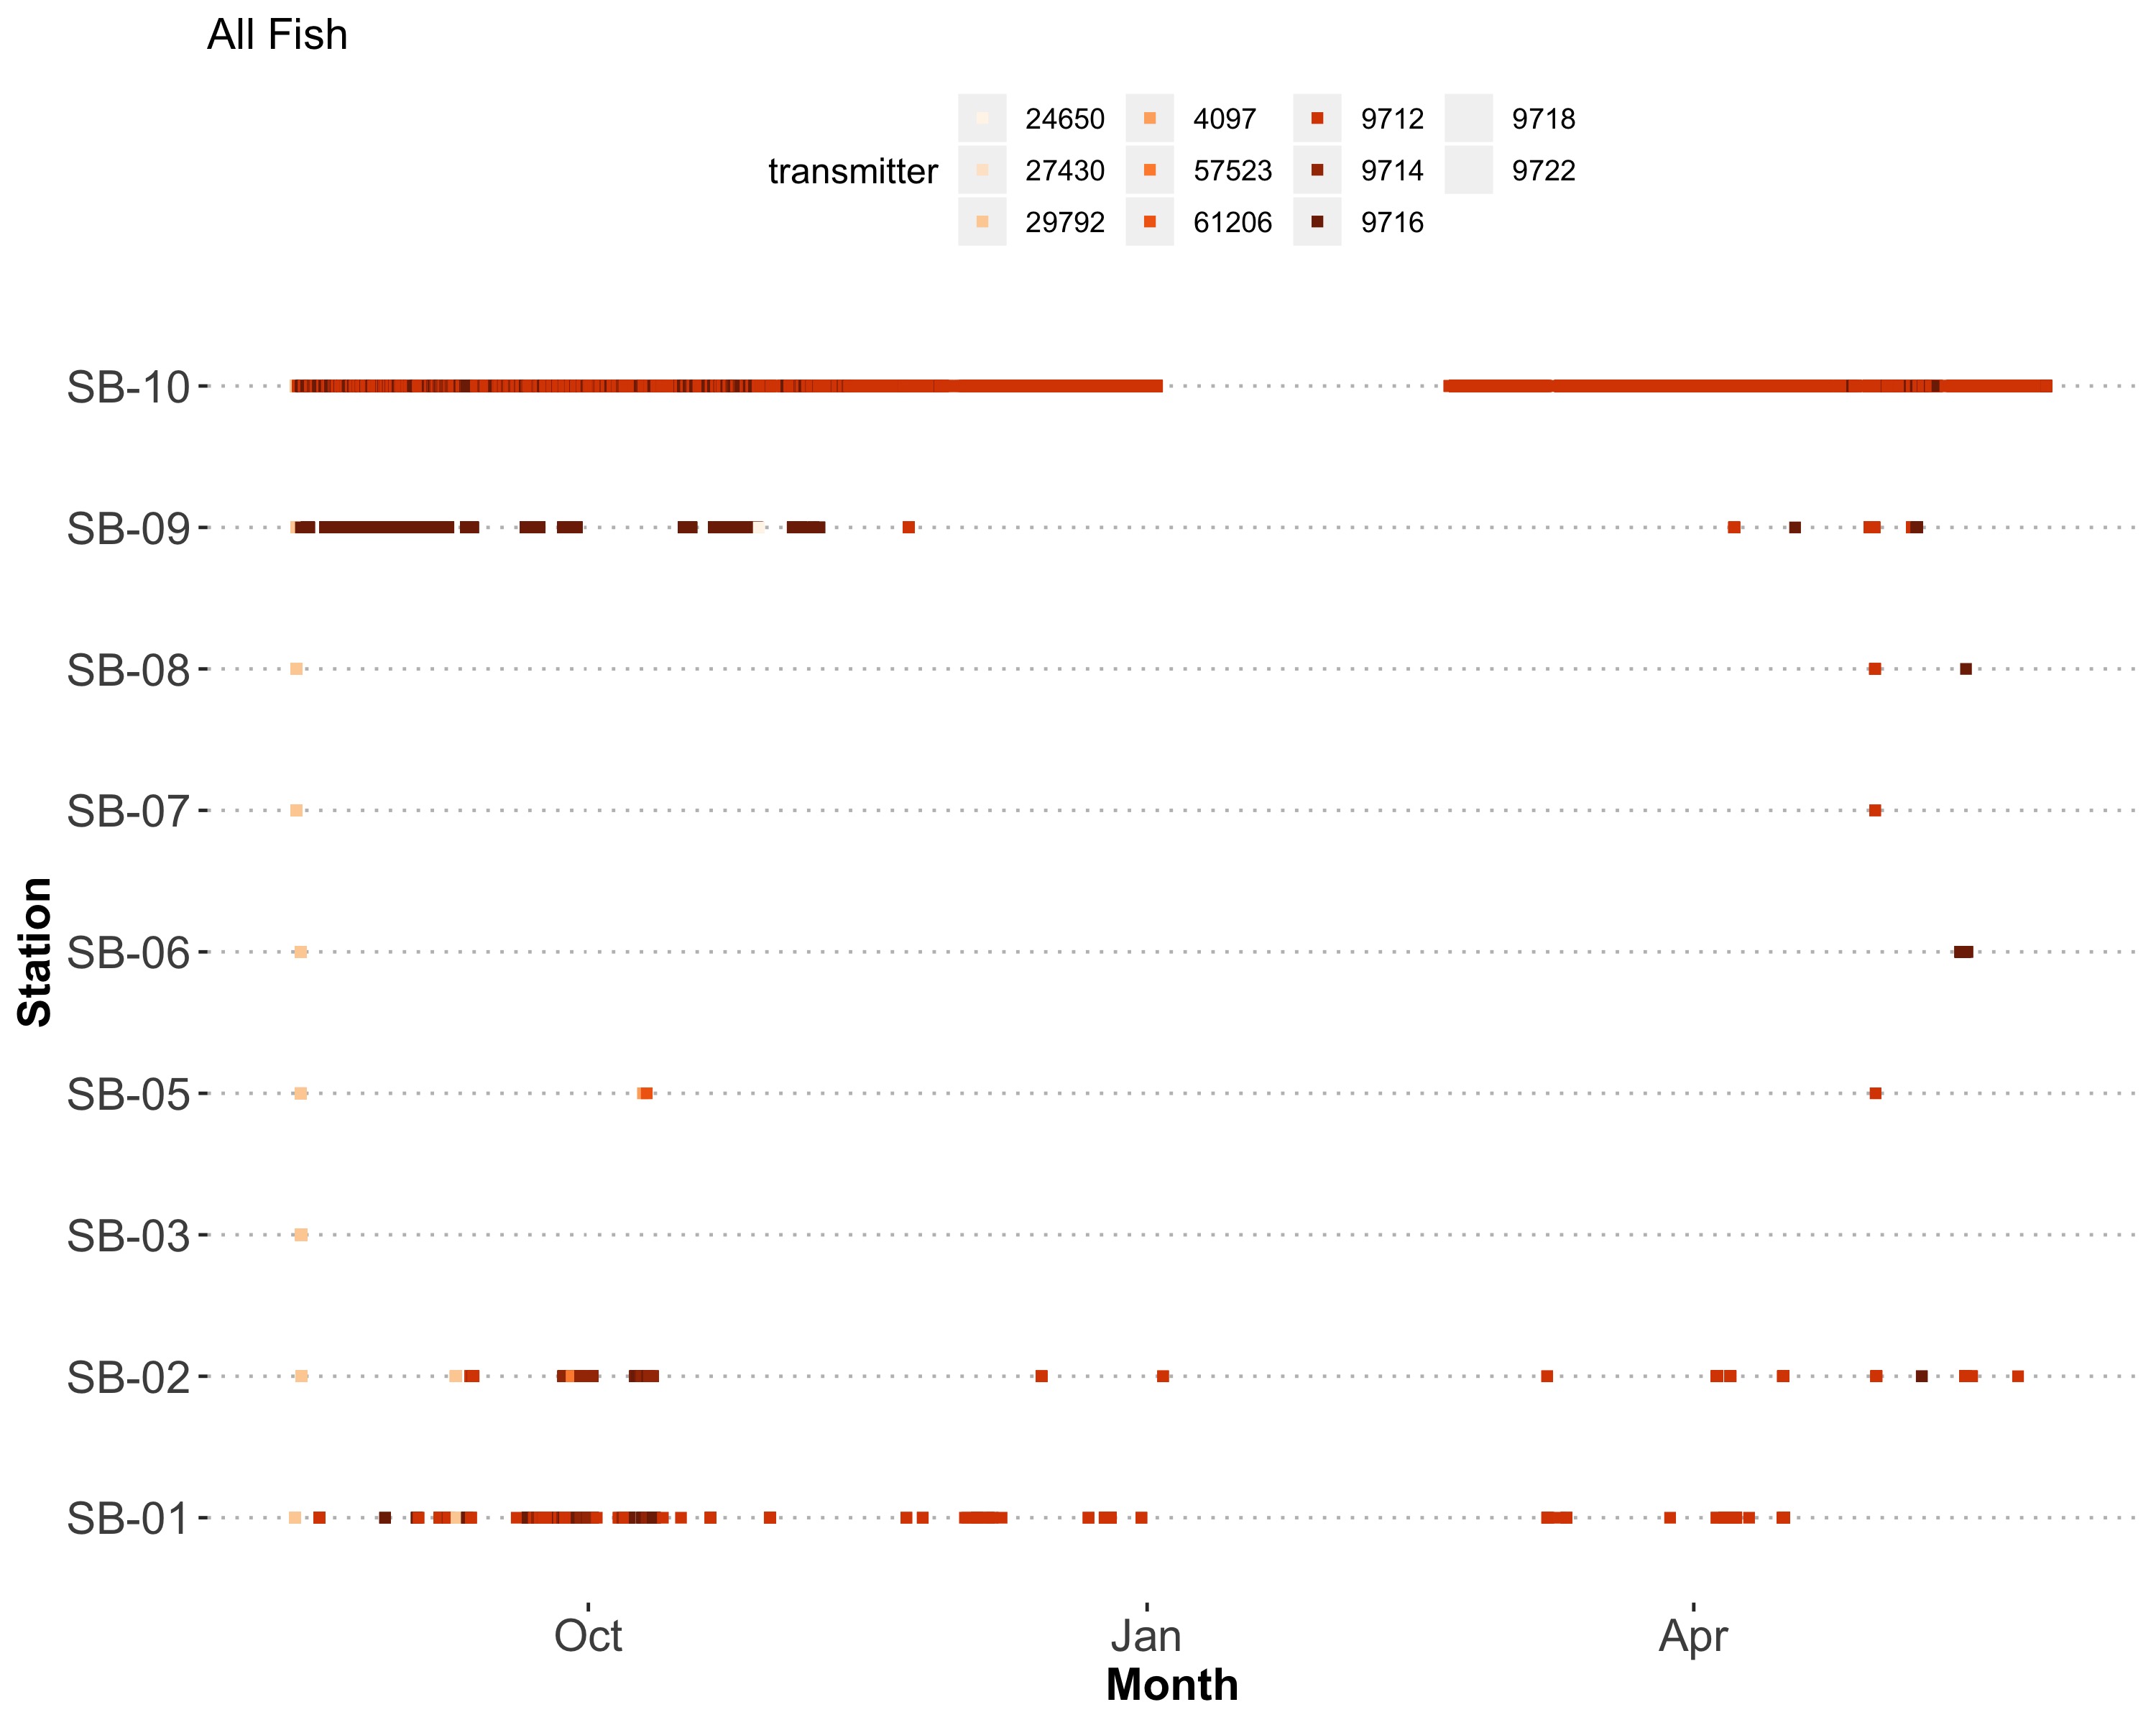 All Fish
transmitter
24650 4097 9712 9718
27430 57523 9714 9722
29792 61206 9716
SB-10
SB-09
SB-08
SB-07
SB-06
SB-05
SB-03
SB-02
SB-01
Station
Oct Jan Apr
Month